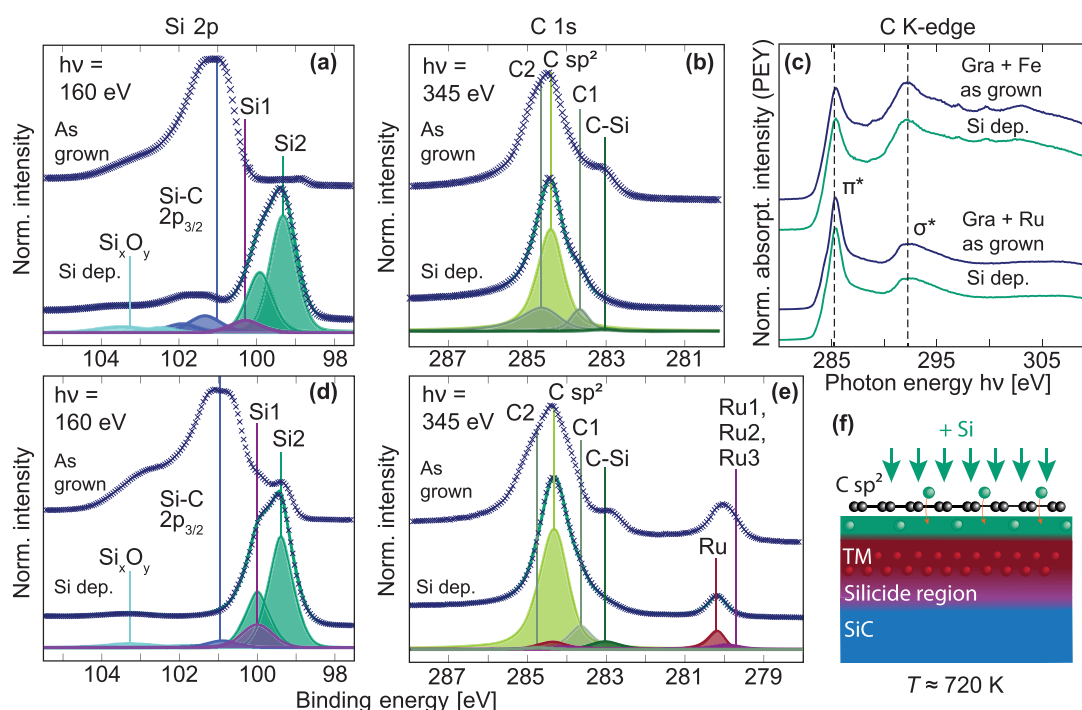 Si 2p
C 1s
C K-edge
(a)
hν =
160 eV
As
grown
Si1
Si2
Si-C
2p3/2
SixOy
Si dep.
Norm. intensity
104
102
100
98
(b)
hν =
345 eV
C2
C sp²
C1
C-Si
As
grown
Si dep.
Norm. intensity
287
285
283
281
(c)
Gra + Fe
as grown
Si dep.
π*
σ*
Gra + Ru
as grown
Si dep.
Norm. absorpt. intensity (PEY)
285
295
305
Photon energy hν [eV]
(d)
hν =
160 eV
As
grown
Si1
Si2
Si-C
2p3/2
SixOy
Si dep.
Norm. intensity
104
102
100
98
(e)
hν =
345 eV
C2
C sp²
C1
C-Si
Ru1,
Ru2,
Ru3
As
grown
Ru
Si dep.
Norm. intensity
287
285
283
281
279
Binding energy [eV]
(f)
+ Si
C sp²
TM
Silicide region
SiC
T ≈ 720 K